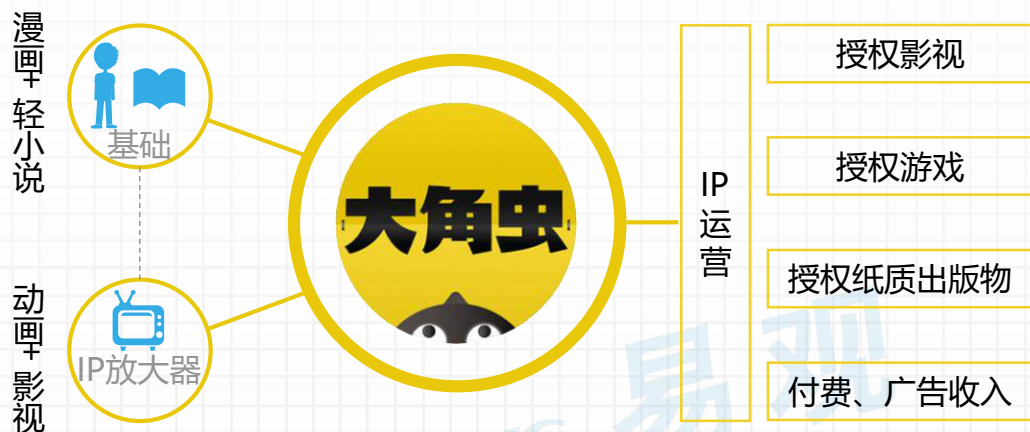 漫画+轻小说
基础
动画+影视
IP放大器
大角虫
IP运营
授权影视
授权游戏
授权纸质出版物
付费、广告收入
易观